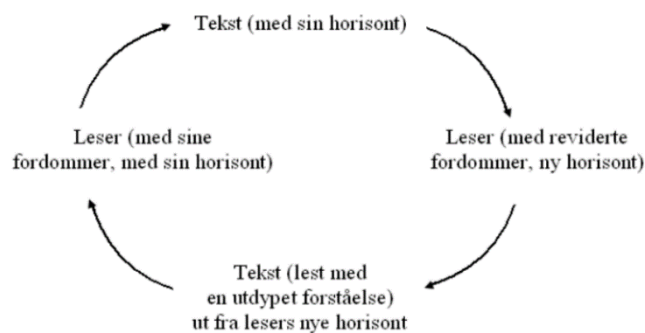 Tekst (med sin horisont)
Leser (med sine
fordommer, med sin horisont)
Leser (med reviderte
fordommer, ny horisont)
Tekst (lest med
en utdypet forståelse)
ut fra lesers nye horisont